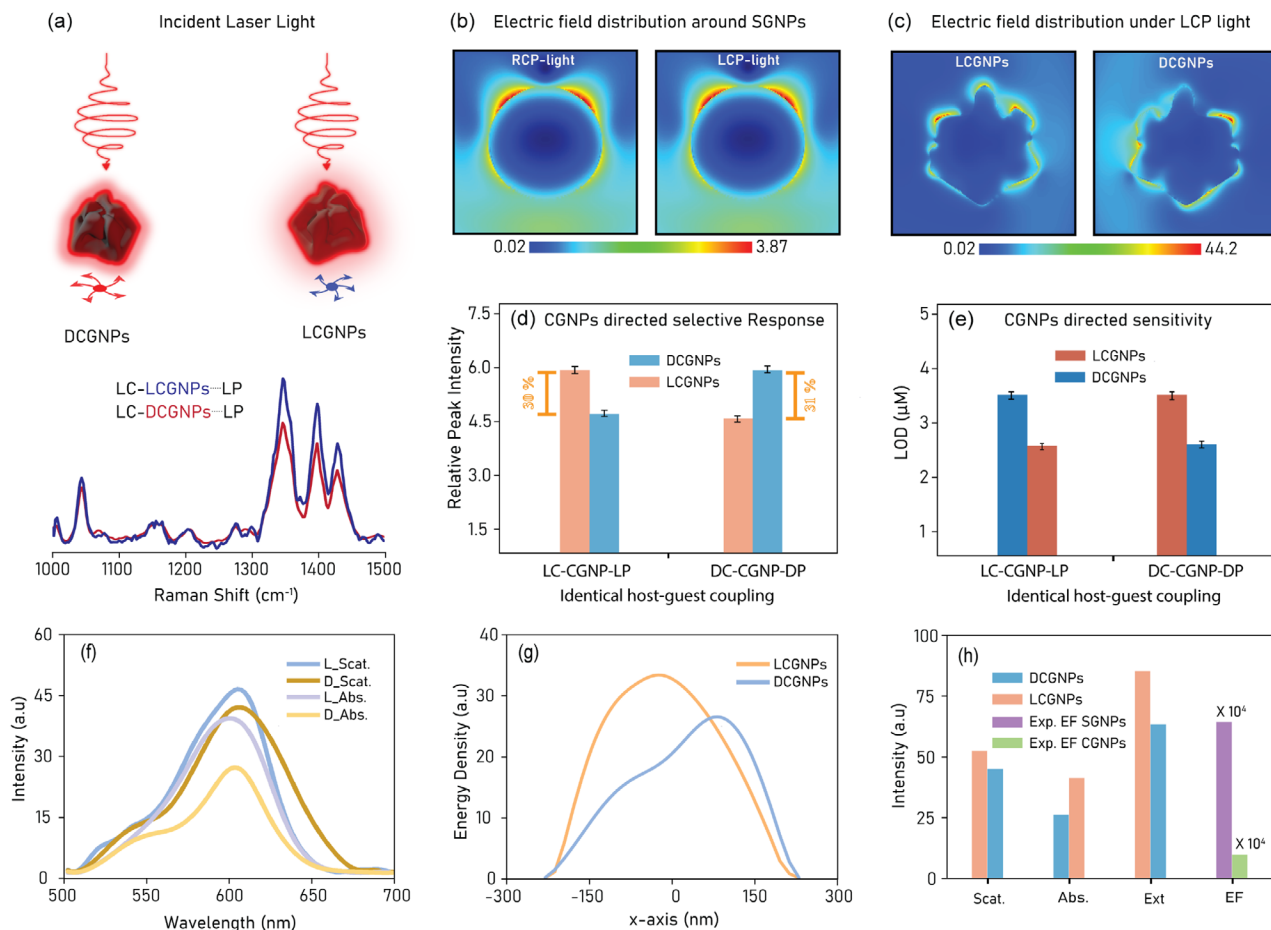 (a) Incident Laser Light
DCGNPs
LCGNPs
LC-LCGNPs·····LP
LC-DCGNPs·····LP
1000 1100 1200 1300 1400 1500
Raman Shift (cm⁻¹)
(b) Electric field distribution around SGNPs
RCP-light
LCP-light
0.02
3.87
(c) Electric field distribution under LCP light
LCGNPs
DCGNPs
0.02
44.2
(d) CGNPs directed selective Response
DCGNPs
LCGNPs
30 %
31 %
7.5
6.0
4.5
3.0
1.5
Relative Peak Intensity
LC-CGNP-LP
DC-CGNP-DP
Identical host-guest coupling
(e) CGNPs directed sensitivity
LCGNPs
DCGNPs
5
4
3
2
1
LOD (µM)
LC-CGNP-LP
DC-CGNP-DP
Identical host-guest coupling
(f)
L_Scat.
D_Scat.
L_Abs.
D_Abs.
60
45
30
15
0
Intensity (a.u)
500 550 600 650 700
Wavelength (nm)
(g)
LCGNPs
DCGNPs
40
30
20
10
0
Energy Density (a.u)
-300 -150 0 150 300
x-axis (nm)
(h)
DCGNPs
LCGNPs
Exp. EF SGNPs
Exp. EF CGNPs
X 10⁴
X 10⁴
100
75
50
25
0
Intensity (a.u)
Scat. Abs. Ext EF